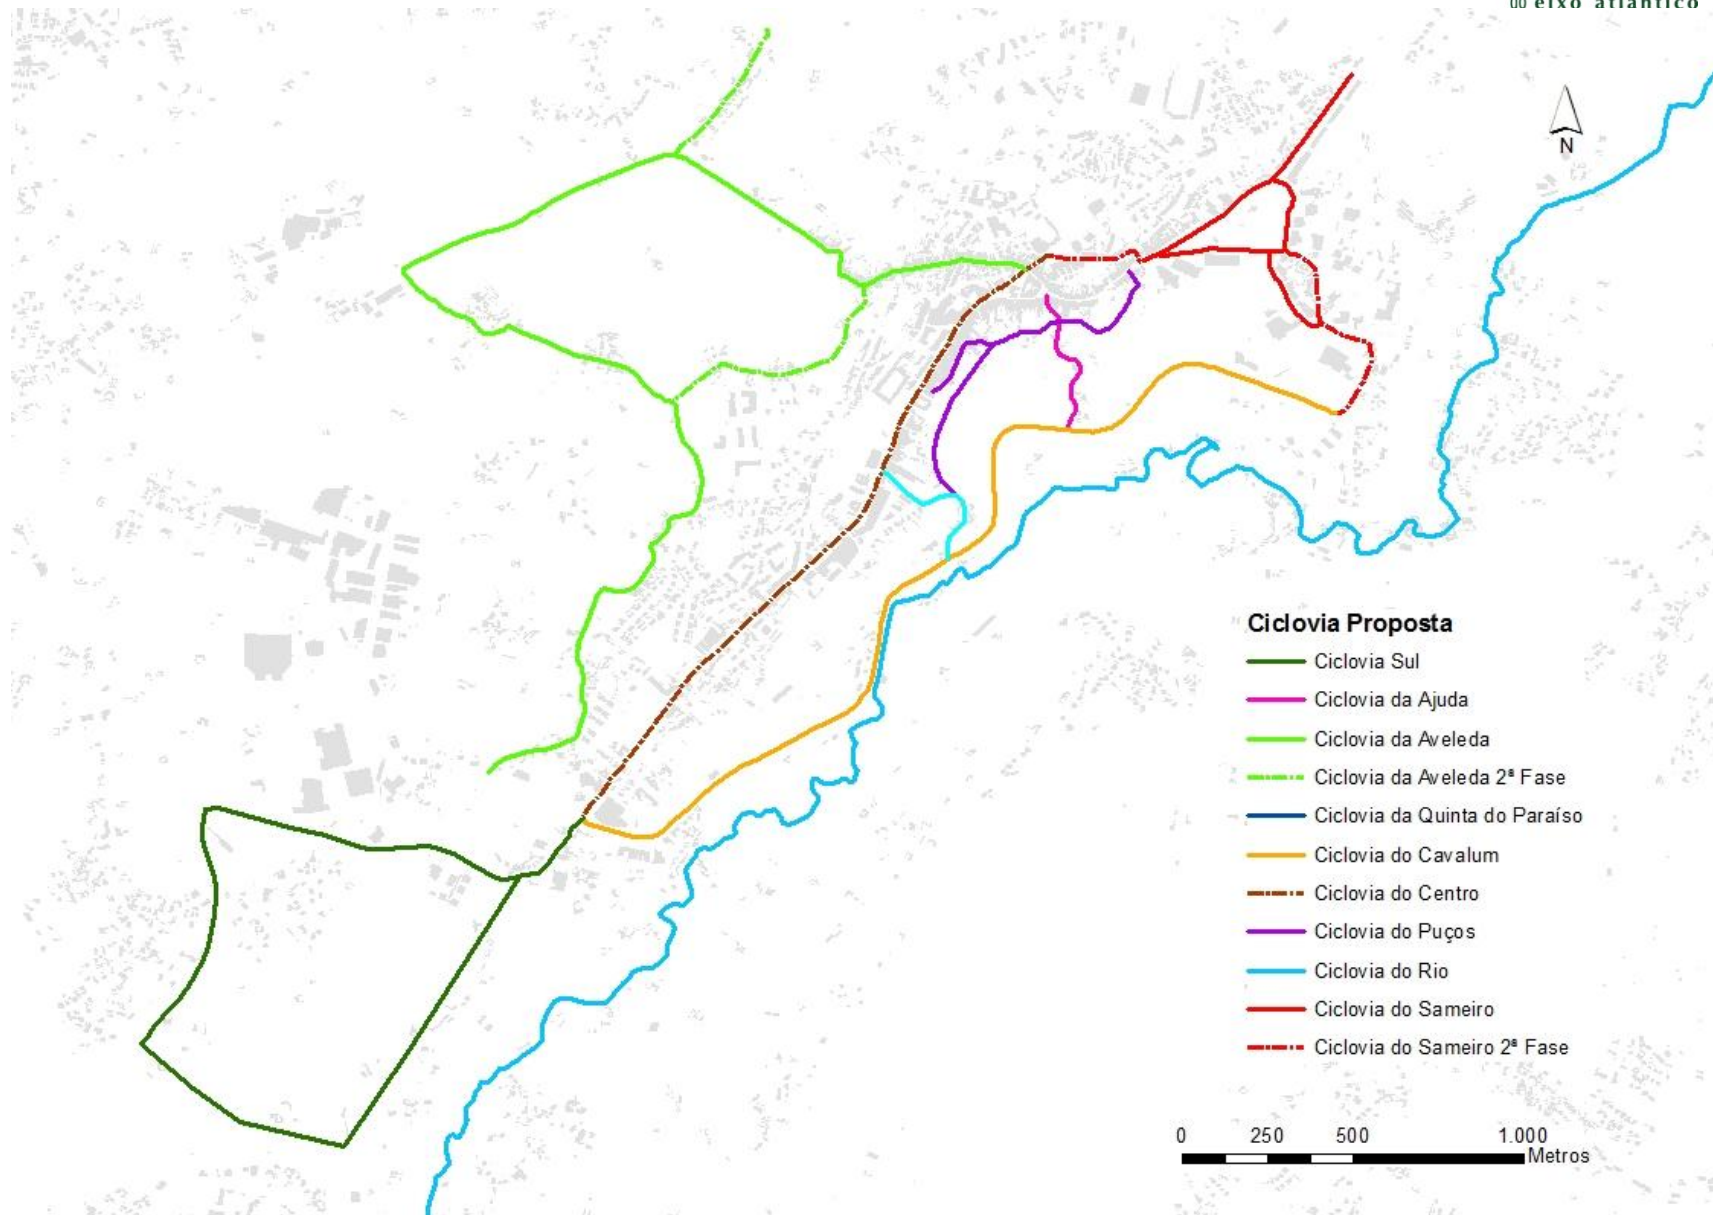 do eixo atlântico
N
Ciclovia Proposta
Ciclovia Sul
Ciclovia da Ajuda
Ciclovia da Aveleda
Ciclovia da Aveleda 2ª Fase
Ciclovia da Quinta do Paraíso
Ciclovia do Cavalum
Ciclovia do Centro
Ciclovia do Puços
Ciclovia do Rio
Ciclovia do Sameiro
Ciclovia do Sameiro 2ª Fase
0 250 500 1.000
Metros